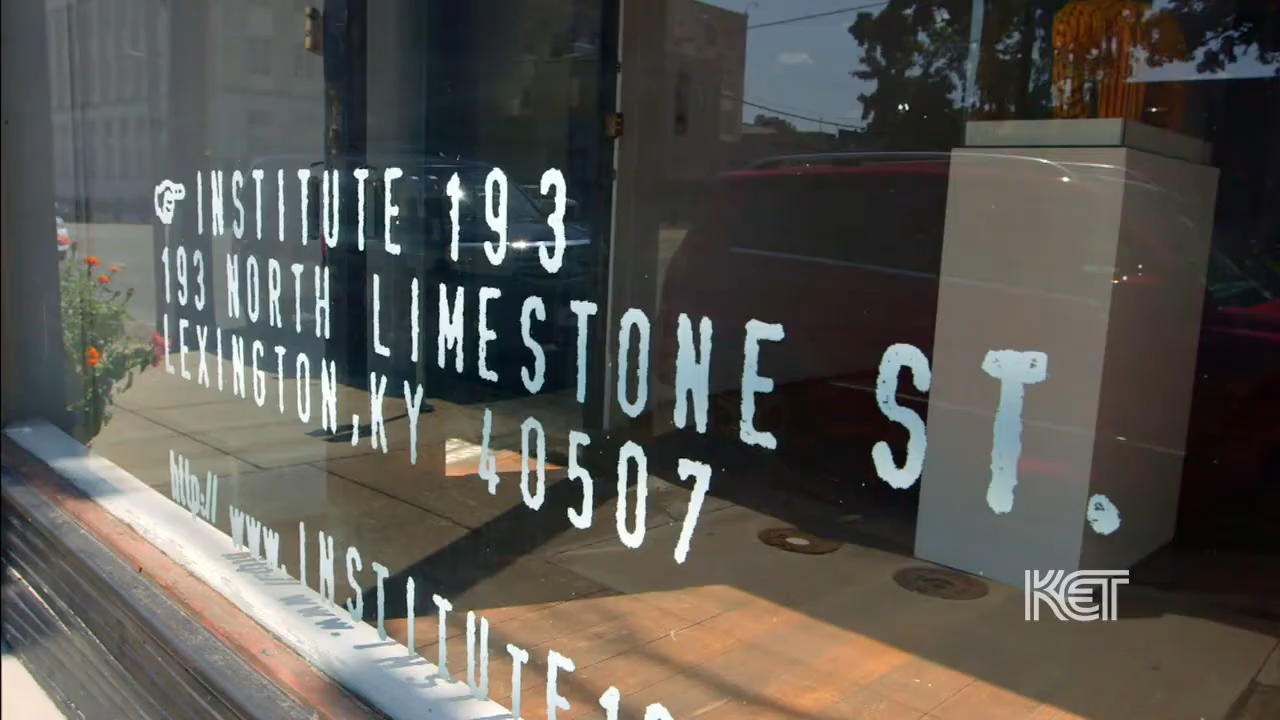 INSTITUTE 193
193 NORTH LIMESTONE ST.
LEXINGTON, KY 40507
http://
www.INSTITUTE19
KET